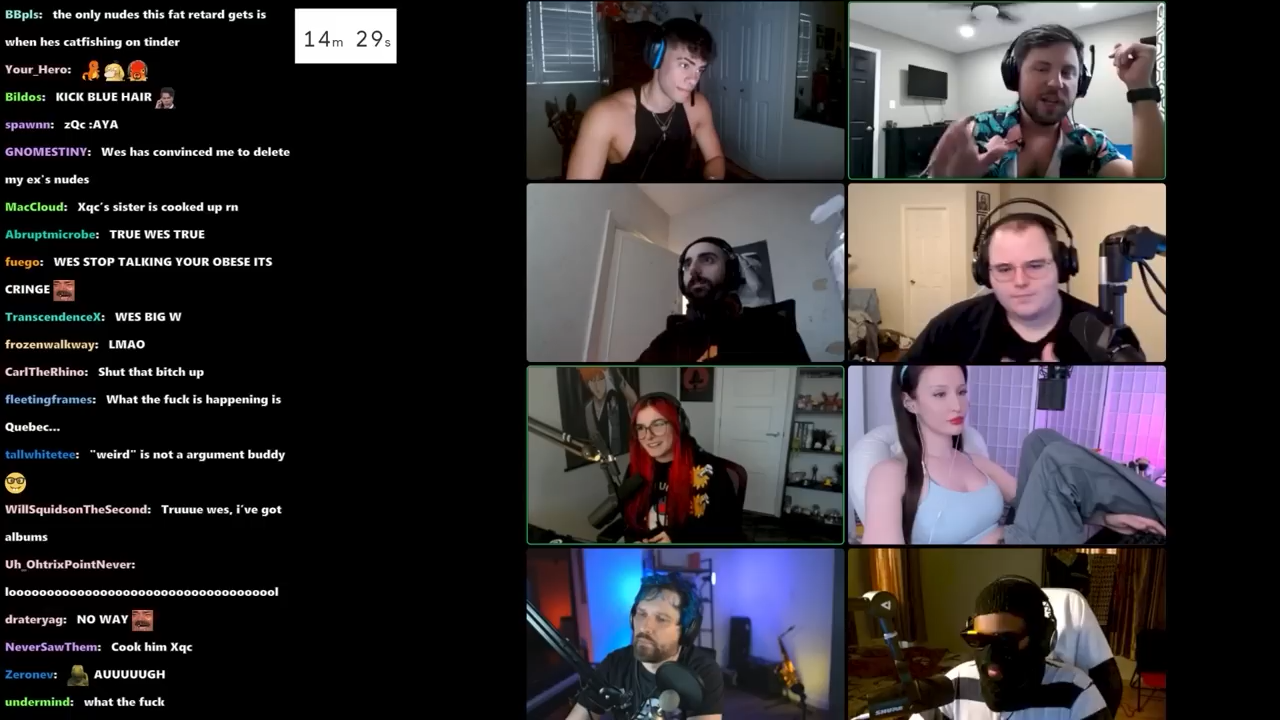 BBpls: the only nudes this fat retard gets is
when hes catfishing on tinder
Your_Hero:
Bildos: KICK BLUE HAIR
spawnn: zQc :AYA
GNOMESTINY: Wes has convinced me to delete
my ex's nudes
MacCloud: Xqc's sister is cooked up rn
Abruptmicrobe: TRUE WES TRUE
fuego: WES STOP TALKING YOUR OBESE ITS
CRINGE
TranscendenceX: WES BIG W
frozenwalkway: LMAO
CarlTheRhino: Shut that bitch up
fleetingframes: What the fuck is happening is
Quebec...
tallwhitetee: "weird" is not a argument buddy
WillSquidsonTheSecond: Truuue wes, i've got
albums
Uh_OhtrixPointNever:
looooooooooooooooooooooooooooooooool
drateryag: NO WAY
NeverSawThem: Cook him Xqc
Zeronev: AUUUUUGH
undermind: what the fuck
14m 29s
SHURE